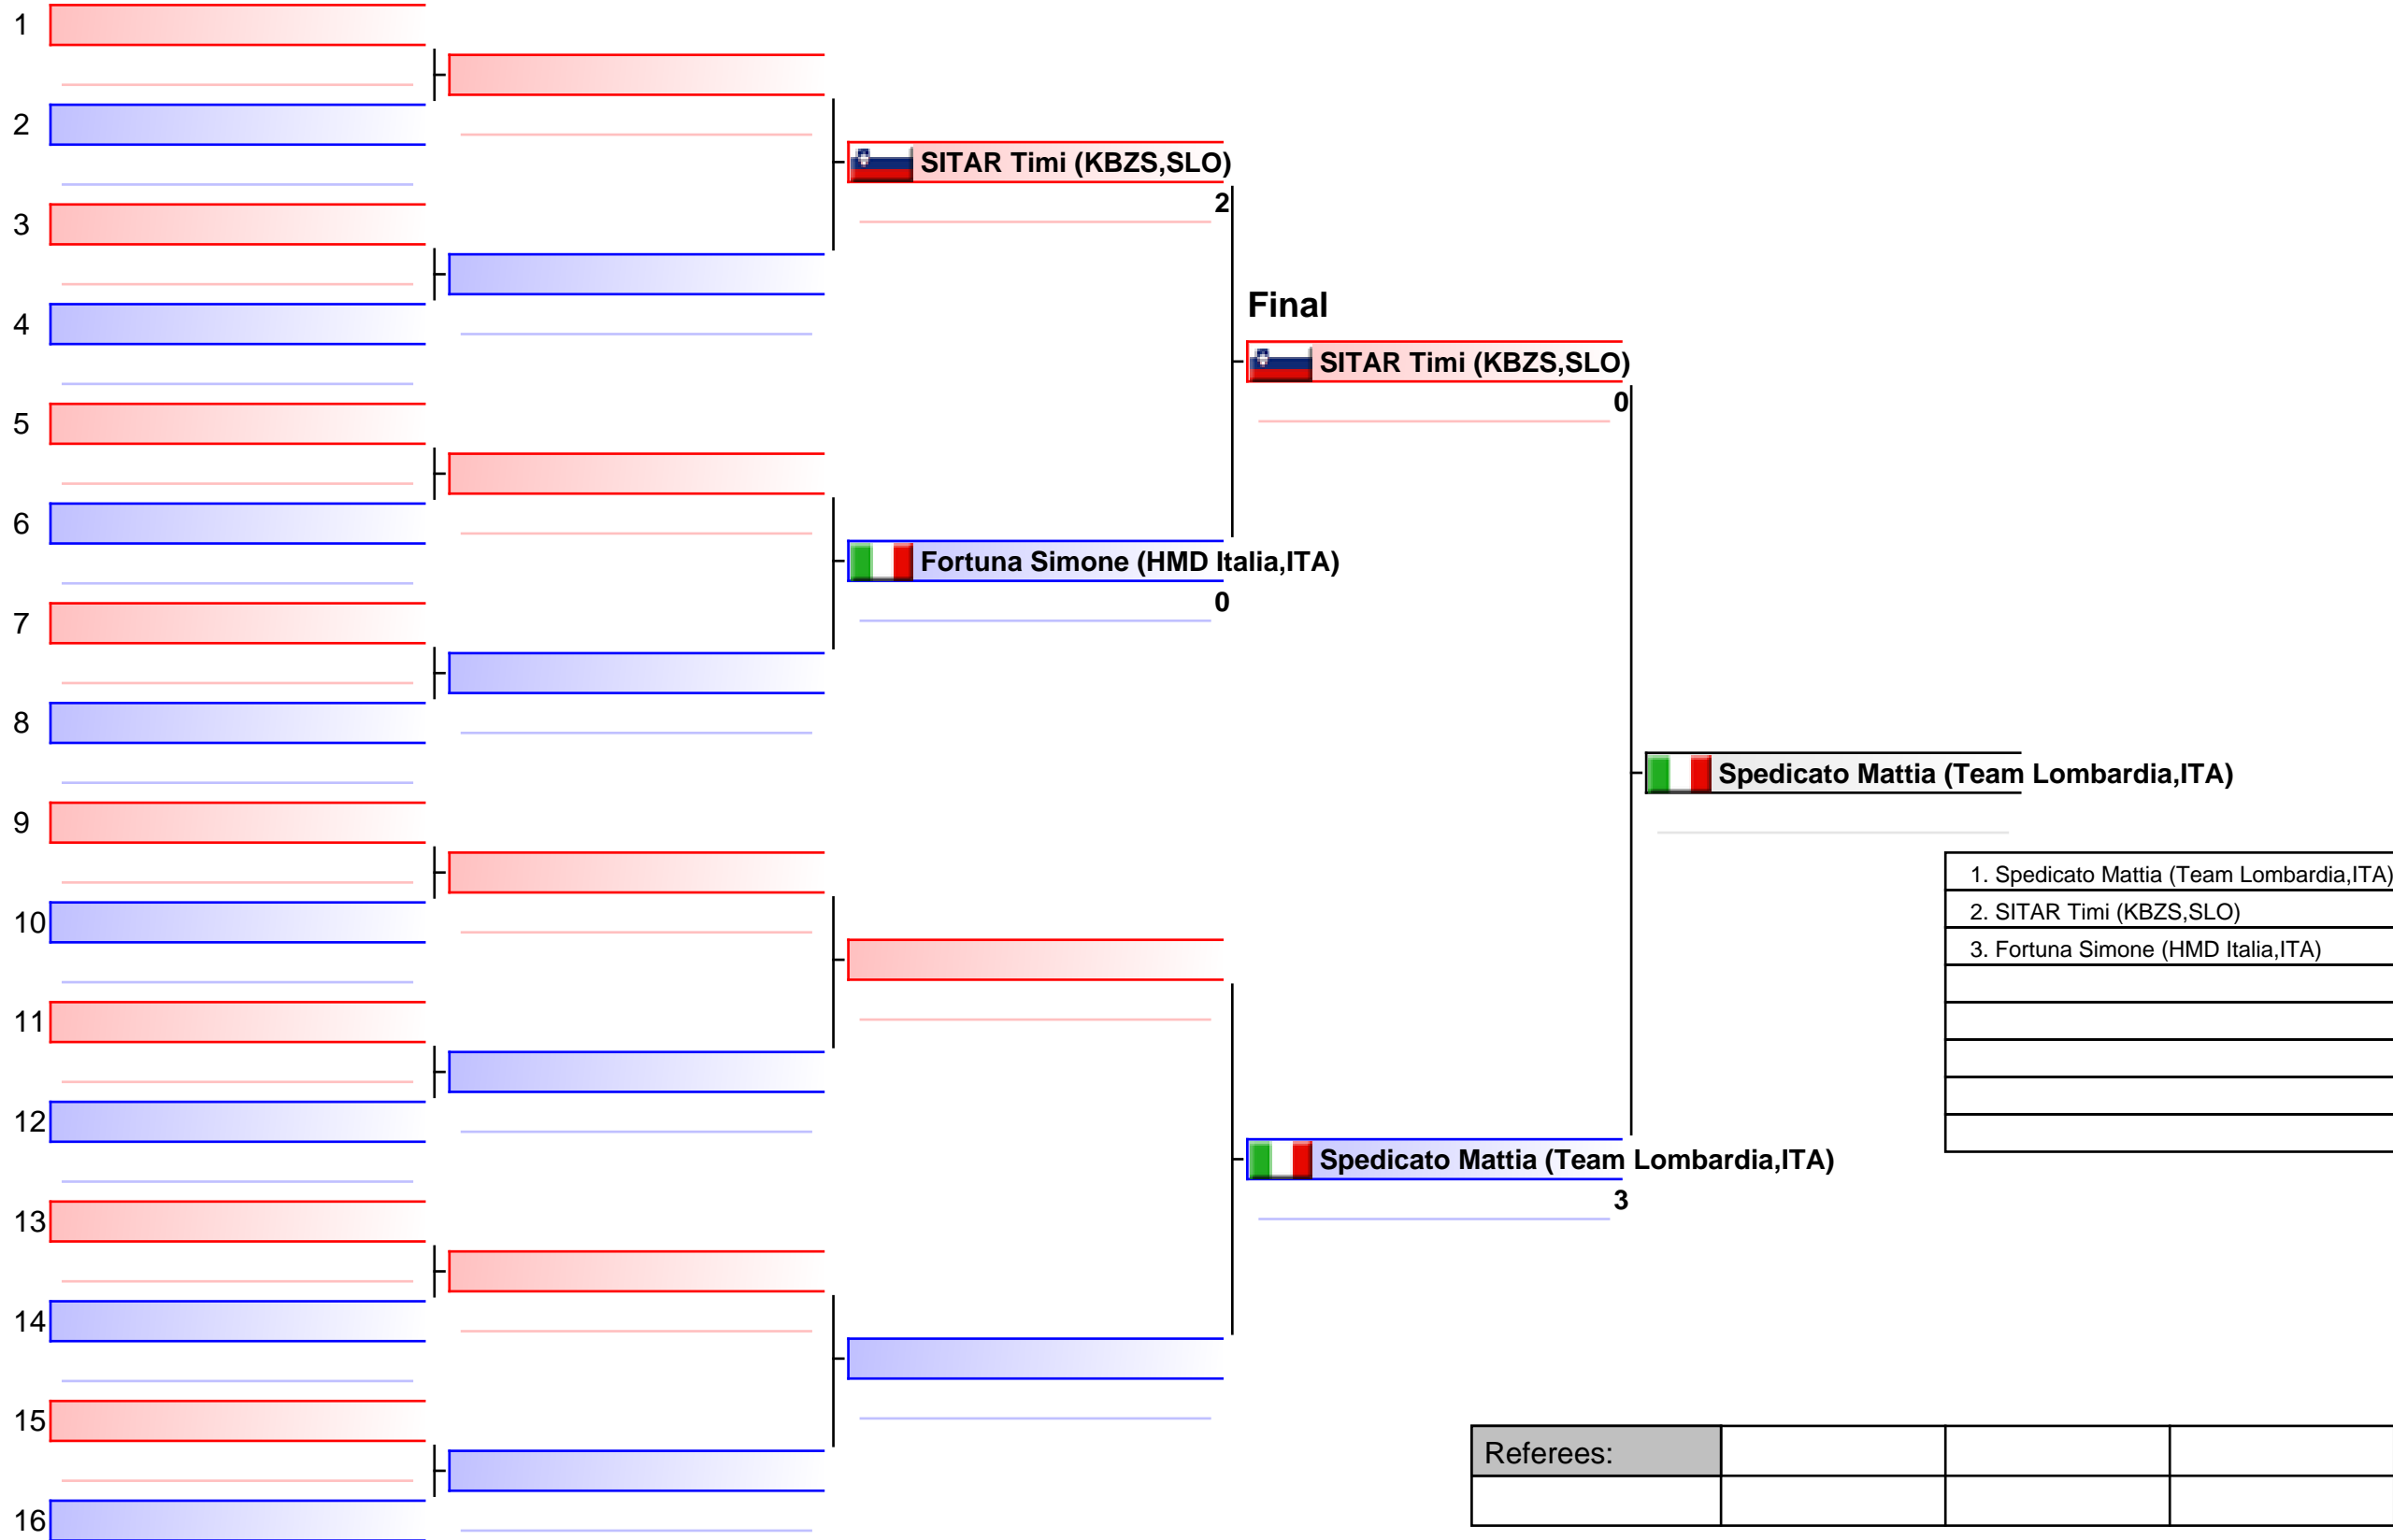 1
2
SITAR Timi (KBZS,SLO)
2
3
Final
4
SITAR Timi (KBZS,SLO)
0
5
6
Fortuna Simone (HMD Italia,ITA)
0
7
8
Spedicato Mattia (Team Lombardia,ITA)
9
1. Spedicato Mattia (Team Lombardia,ITA)
2. SITAR Timi (KBZS,SLO)
3. Fortuna Simone (HMD Italia,ITA)
10
11
12
Spedicato Mattia (Team Lombardia,ITA)
3
13
14
15
Referees:
16